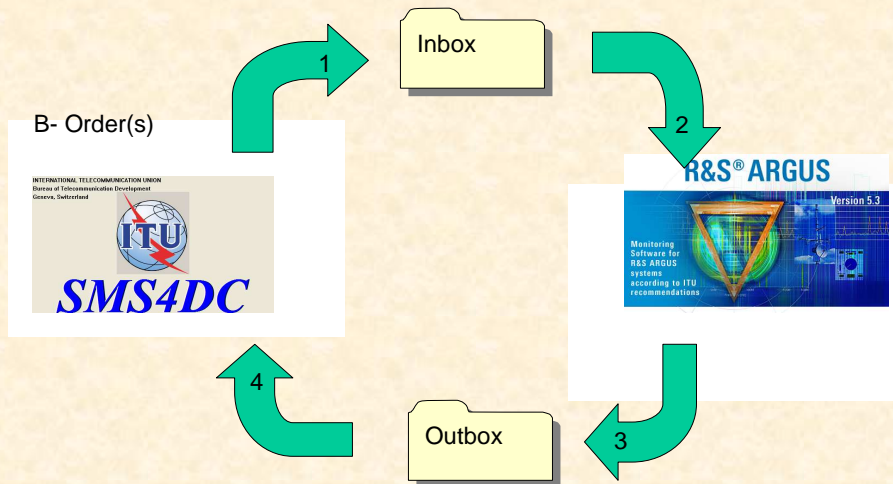 Inbox
1
2
B- Order(s)
INTERNATIONAL TELECOMMUNICATION UNION
Bureau of Telecommunication Development
Geneva, Switzerland
ITU
SMS4DC
R&S® ARGUS
Version 5.3
Monitoring
Software for
R&S ARGUS
systems
according to ITU
recommendations
4
Outbox
3